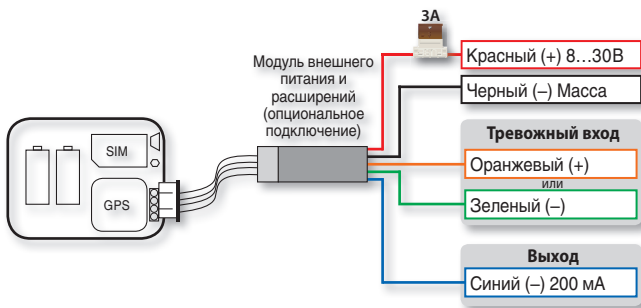 3А
Модуль внешнего
питания и
расширений
(опциональное
подключение)
Красный (+) 8...30В
Черный (–) Масса
Тревожный вход
Оранжевый (+)
или
Зеленый (–)
Выход
Синий (–) 200 мА
SIM
GPS